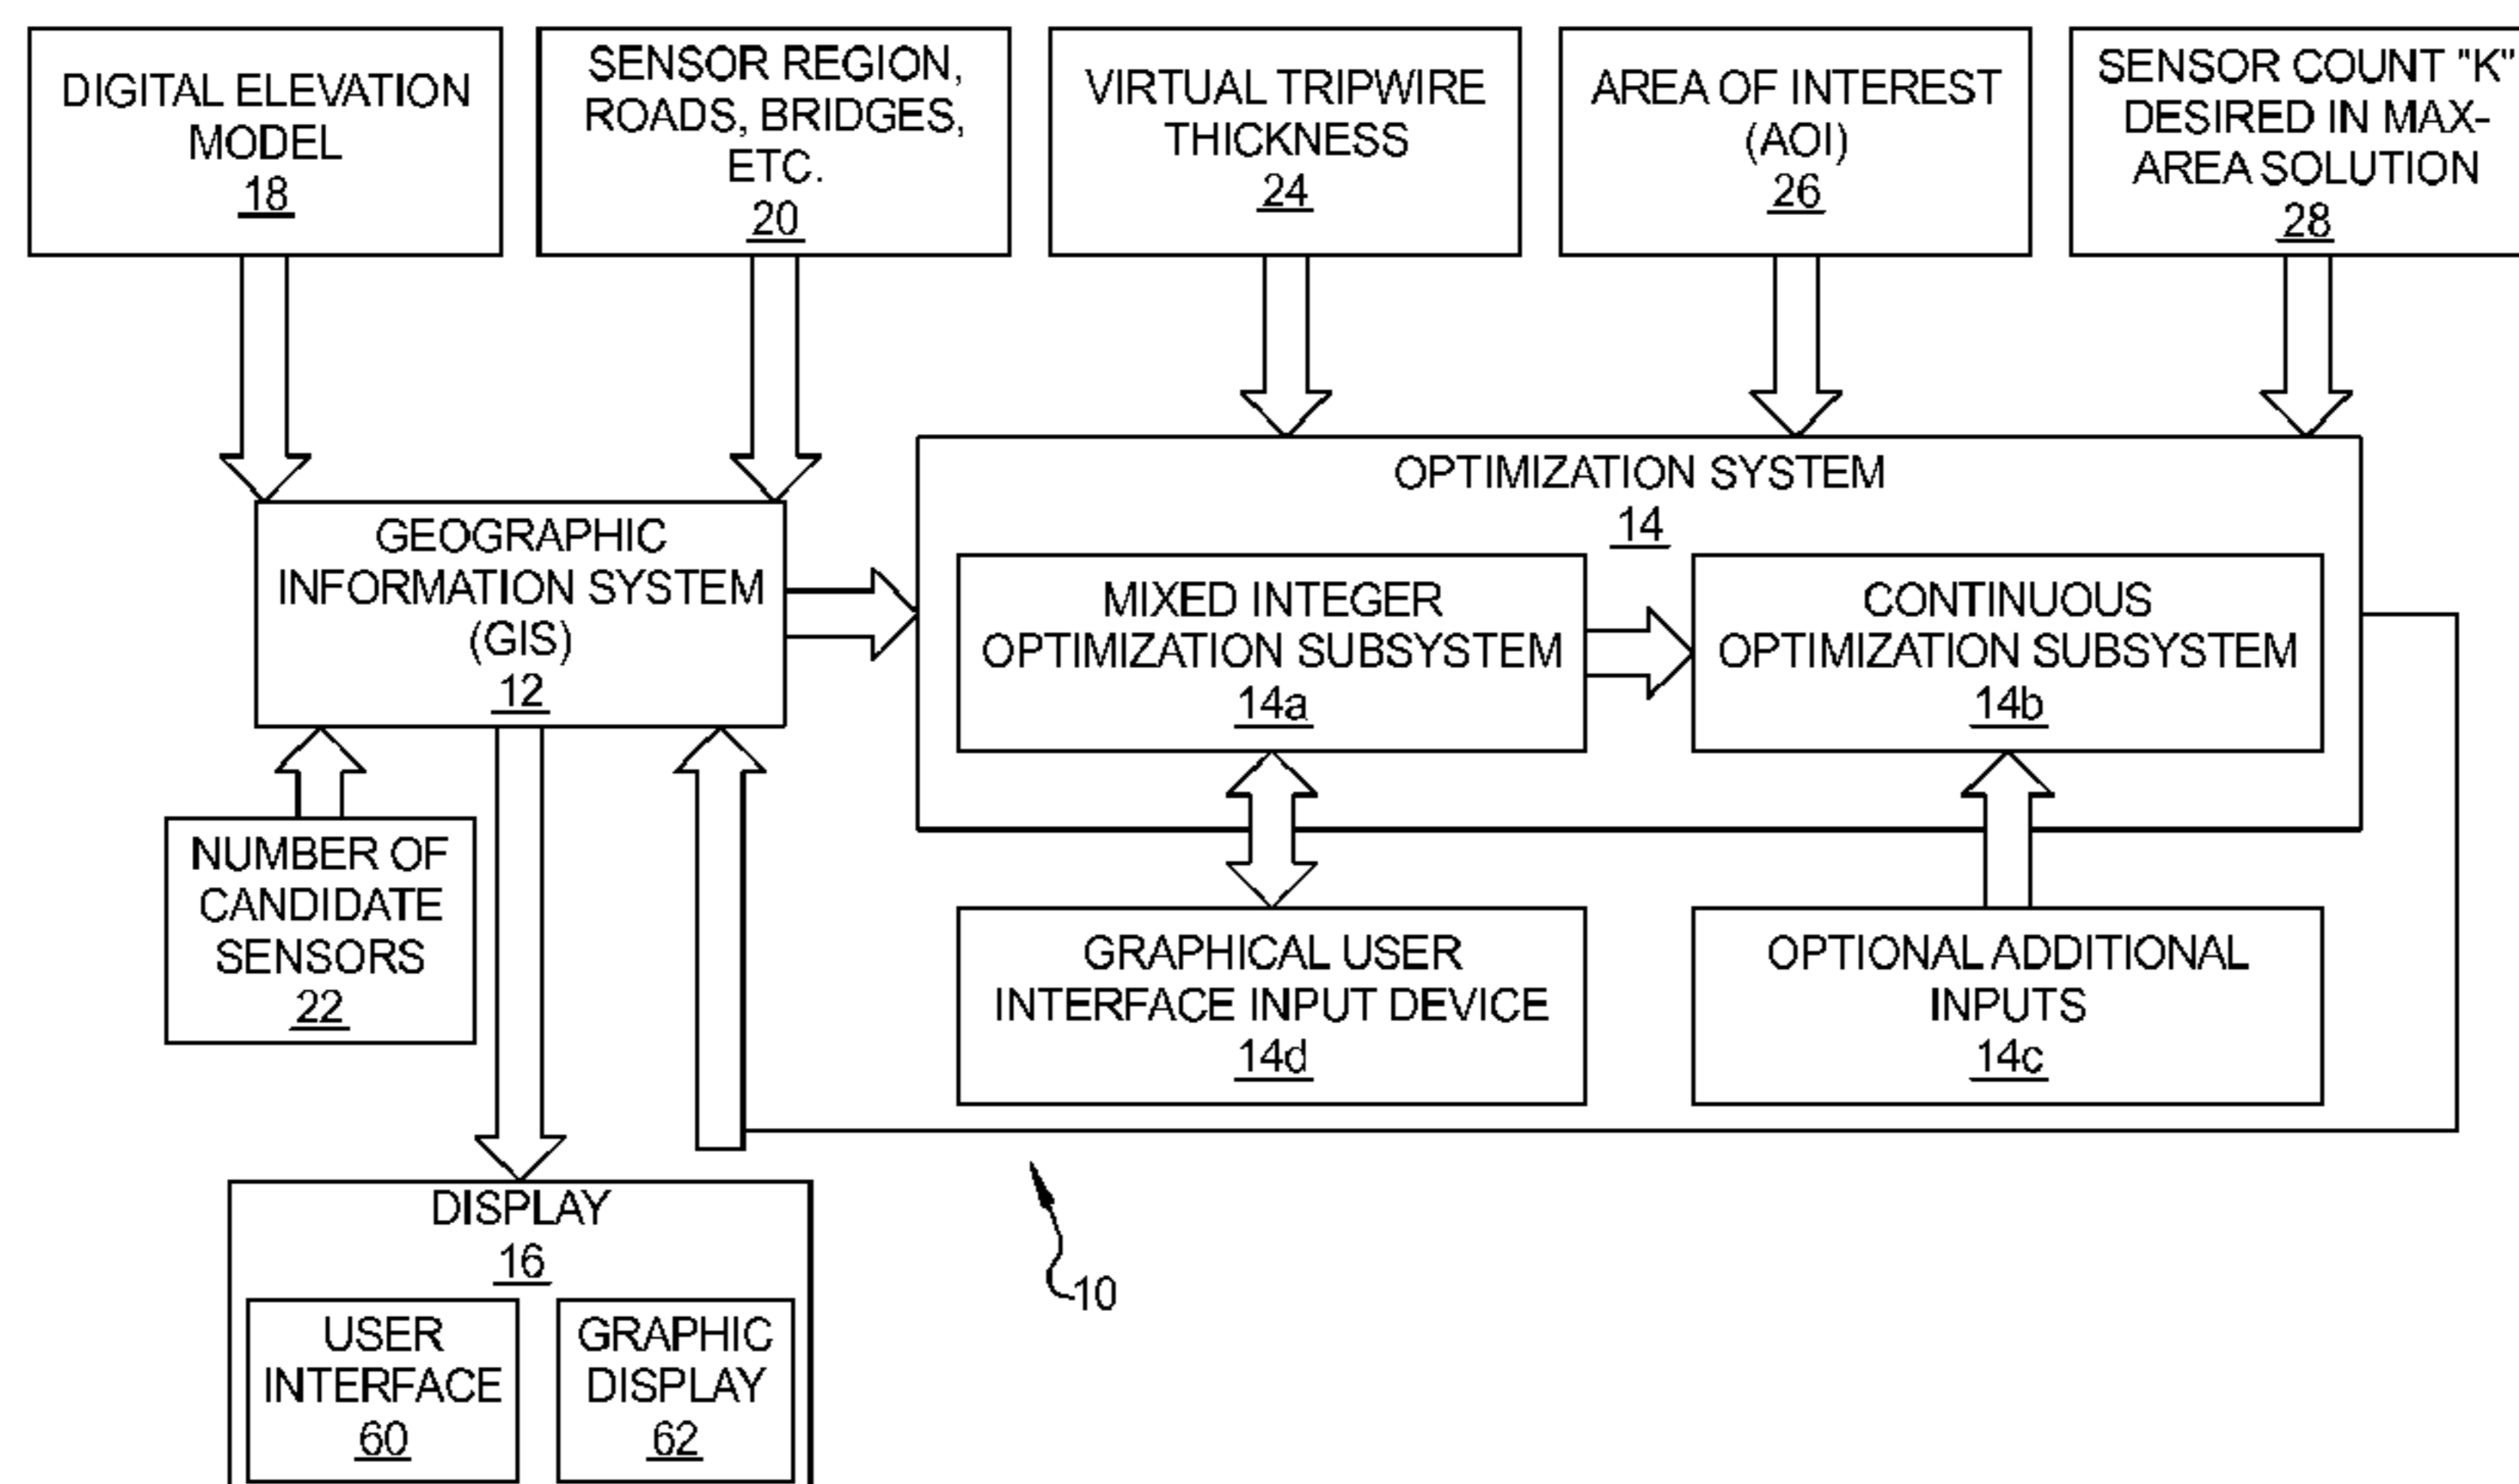 DIGITAL ELEVATION
MODEL
18
SENSOR REGION,
ROADS, BRIDGES,
ETC.
20
VIRTUAL TRIPWIRE
THICKNESS
24
AREA OF INTEREST
(AOI)
26
SENSOR COUNT "K"
DESIRED IN MAX-
AREA SOLUTION
28
GEOGRAPHIC
INFORMATION SYSTEM
(GIS)
12
OPTIMIZATION SYSTEM
14
MIXED INTEGER
OPTIMIZATION SUBSYSTEM
14a
CONTINUOUS
OPTIMIZATION SUBSYSTEM
14b
NUMBER OF
CANDIDATE
SENSORS
22
GRAPHICAL USER
INTERFACE INPUT DEVICE
14d
OPTIONAL ADDITIONAL
INPUTS
14c
DISPLAY
16
USER
INTERFACE
60
GRAPHIC
DISPLAY
62
10